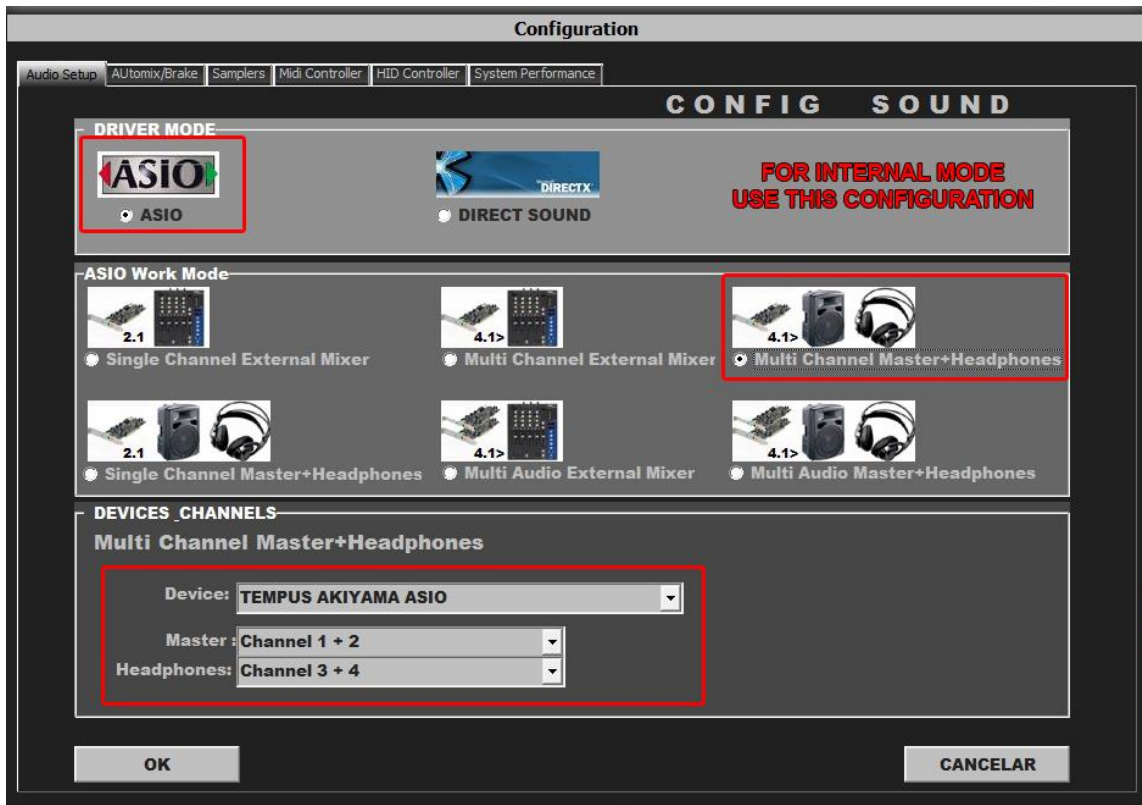 Configuration
Audio Setup AUtomix/Brake Samplers Midi Controller HID Controller System Performance
CONFIG SOUND
DRIVER MODE
ASIO
DIRECTX
FOR INTERNAL MODE
USE THIS CONFIGURATION
ASIO
DIRECT SOUND
ASIO Work Mode
2.1
4.1>
4.1>
Single Channel External Mixer
Multi Channel External Mixer
Multi Channel Master+Headphones
2.1
4.1>
4.1>
Single Channel Master+Headphones
Multi Audio External Mixer
Multi Audio Master+Headphones
DEVICES_CHANNELS
Multi Channel Master+Headphones
Device: TEMPUS AKIYAMA ASIO
Master : Channel 1 + 2
Headphones: Channel 3 + 4
OK
CANCELAR